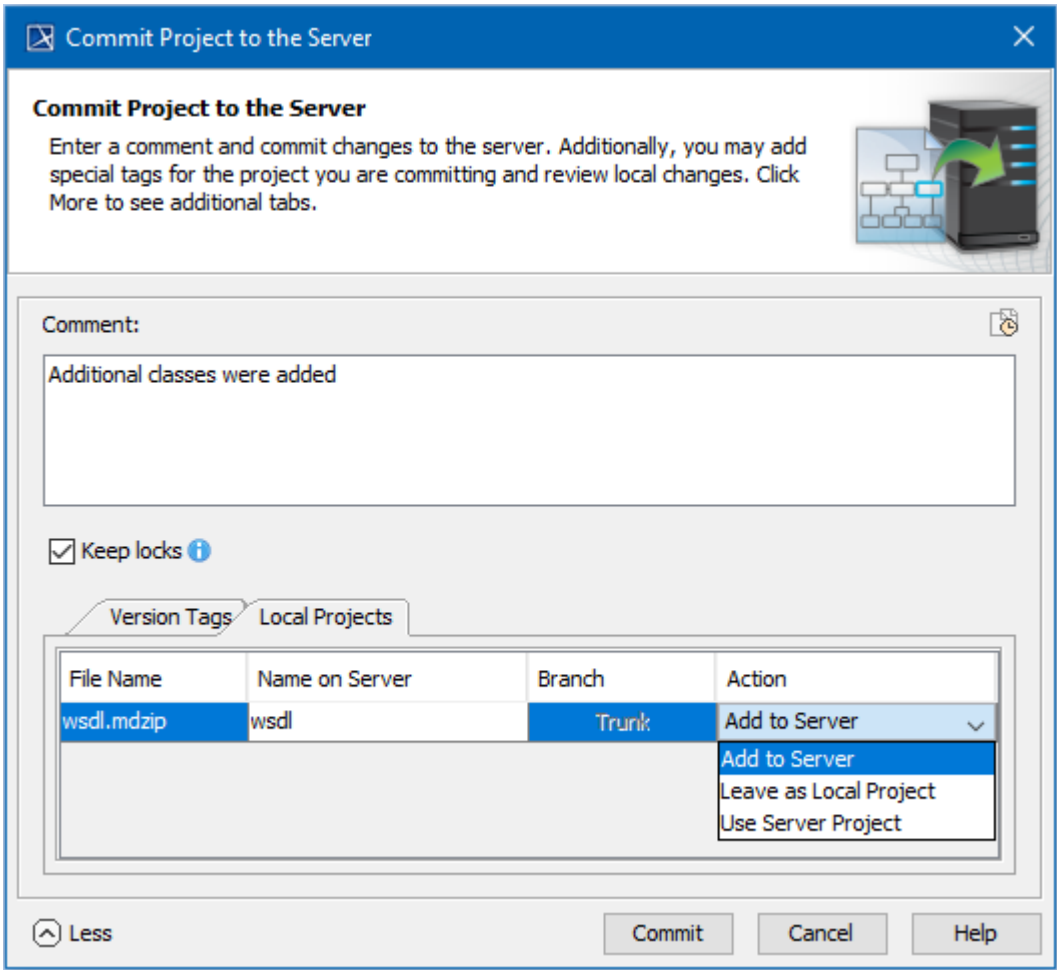 Commit Project to the Server
Commit Project to the Server
Enter a comment and commit changes to the server. Additionally, you may add
special tags for the project you are committing and review local changes. Click
More to see additional tabs.
Comment:
Additional classes were added
Keep locks
Version Tags Local Projects
File Name Name on Server Branch Action
wsdl.mdzip wsdl Trunk Add to Server
Add to Server
Leave as Local Project
Use Server Project
Less Commit Cancel Help